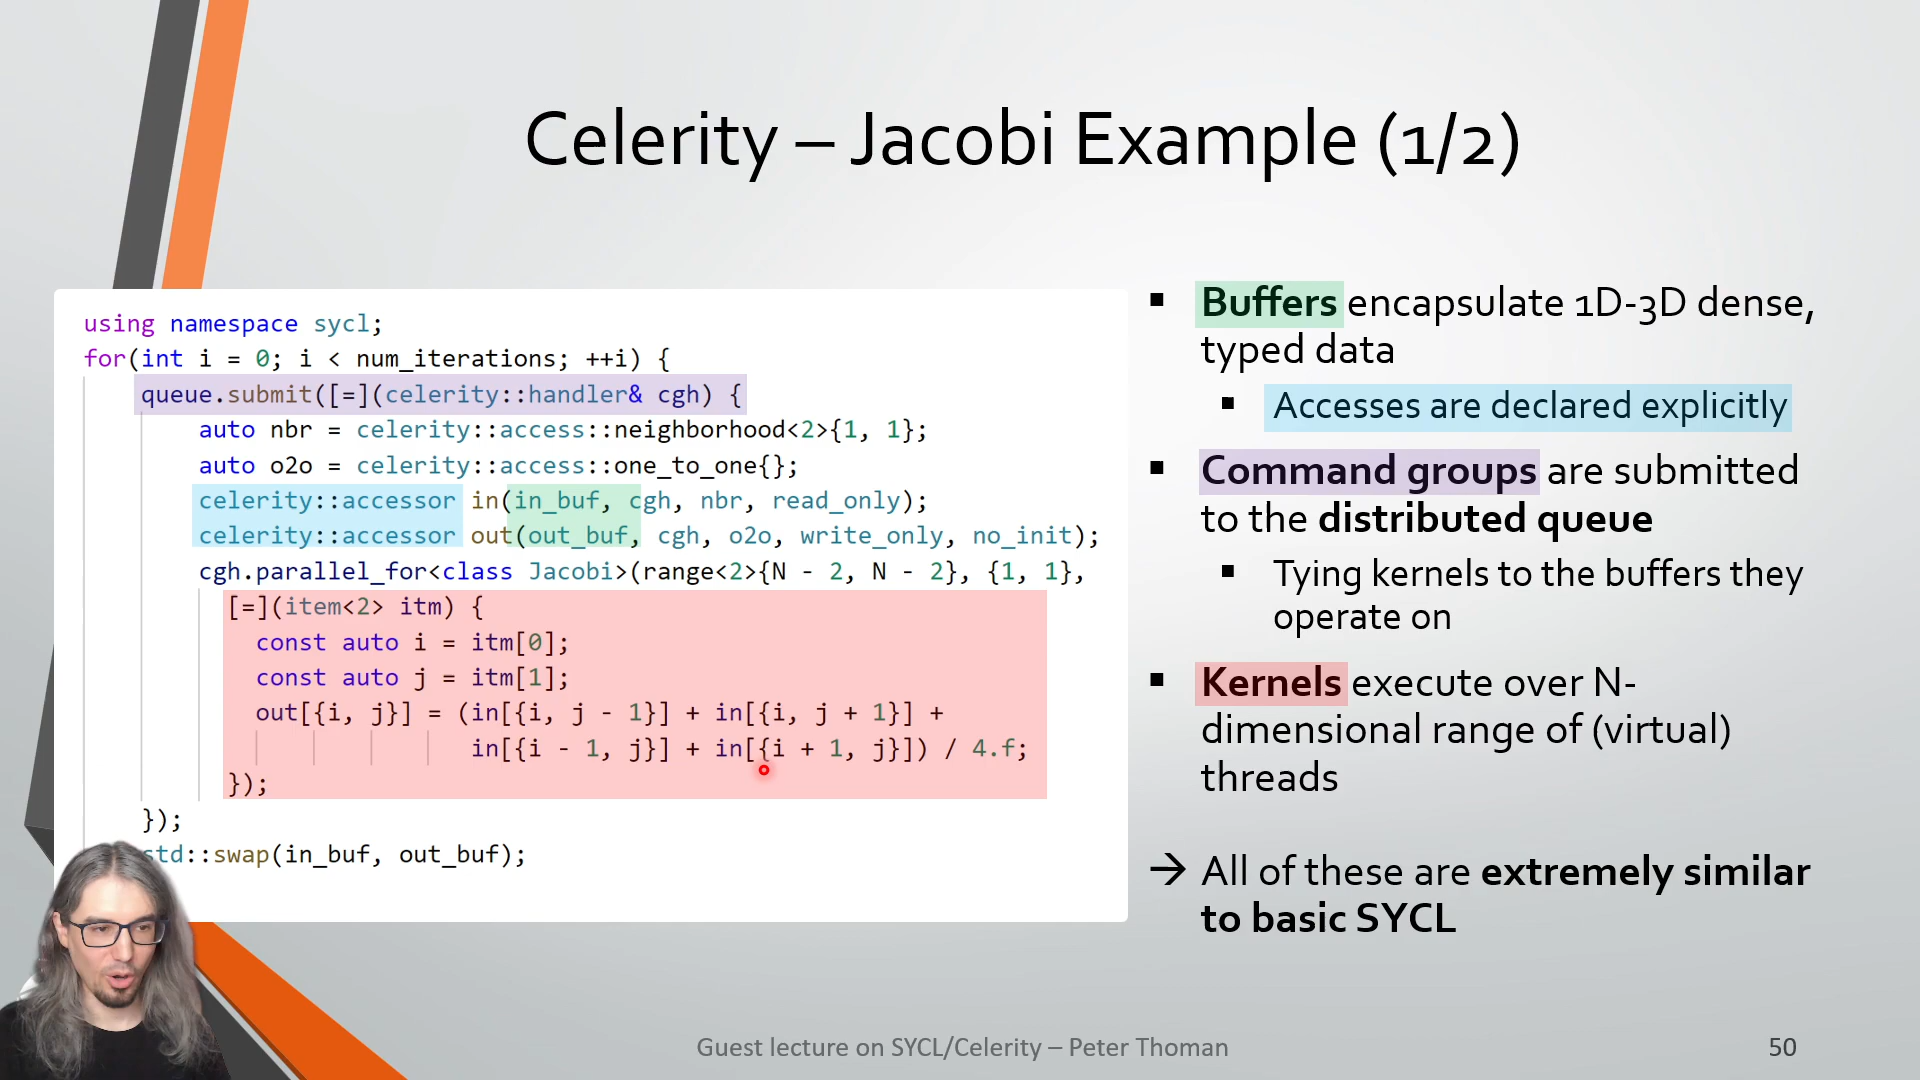 Celerity – Jacobi Example (1/2)
using namespace sycl;
for(int i = 0; i < num_iterations; ++i) {
queue.submit([=](celerity::handler& cgh) {
auto nbr = celerity::access::neighborhood<2>{1, 1};
auto o2o = celerity::access::one_to_one{};
celerity::accessor in(in_buf, cgh, nbr, read_only);
celerity::accessor out(out_buf, cgh, o2o, write_only, no_init);
cgh.parallel_for<class Jacobi>(range<2>{N - 2, N - 2}, {1, 1},
[=](item<2> itm) {
const auto i = itm[0];
const auto j = itm[1];
out[{i, j}] = (in[{i, j - 1}] + in[{i, j + 1}] +
in[{i - 1, j}] + in[{i + 1, j}]) / 4.f;
});
});
std::swap(in_buf, out_buf);
▪ Buffers encapsulate 1D-3D dense,
typed data
▪ Accesses are declared explicitly
▪ Command groups are submitted
to the distributed queue
▪ Tying kernels to the buffers they
operate on
▪ Kernels execute over N-
dimensional range of (virtual)
threads
→ All of these are extremely similar
to basic SYCL
Guest lecture on SYCL/Celerity – Peter Thoman
50